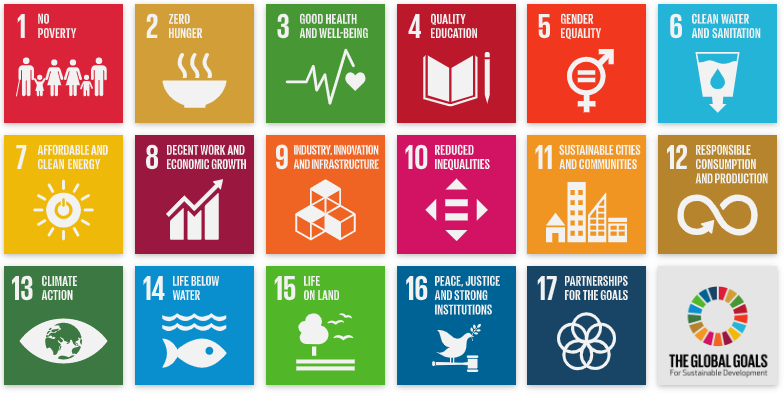 1 NO
POVERTY
2 ZERO
HUNGER
3 GOOD HEALTH
AND WELL-BEING
4 QUALITY
EDUCATION
5 GENDER
EQUALITY
6 CLEAN WATER
AND SANITATION
7 AFFORDABLE AND
CLEAN ENERGY
8 DECENT WORK AND
ECONOMIC GROWTH
9 INDUSTRY, INNOVATION
AND INFRASTRUCTURE
10 REDUCED
INEQUALITIES
11 SUSTAINABLE CITIES
AND COMMUNITIES
12 RESPONSIBLE
CONSUMPTION
AND PRODUCTION
13 CLIMATE
ACTION
14 LIFE BELOW
WATER
15 LIFE
ON LAND
16 PEACE, JUSTICE
AND STRONG
INSTITUTIONS
17 PARTNERSHIPS
FOR THE GOALS
THE GLOBAL GOALS
For Sustainable Development